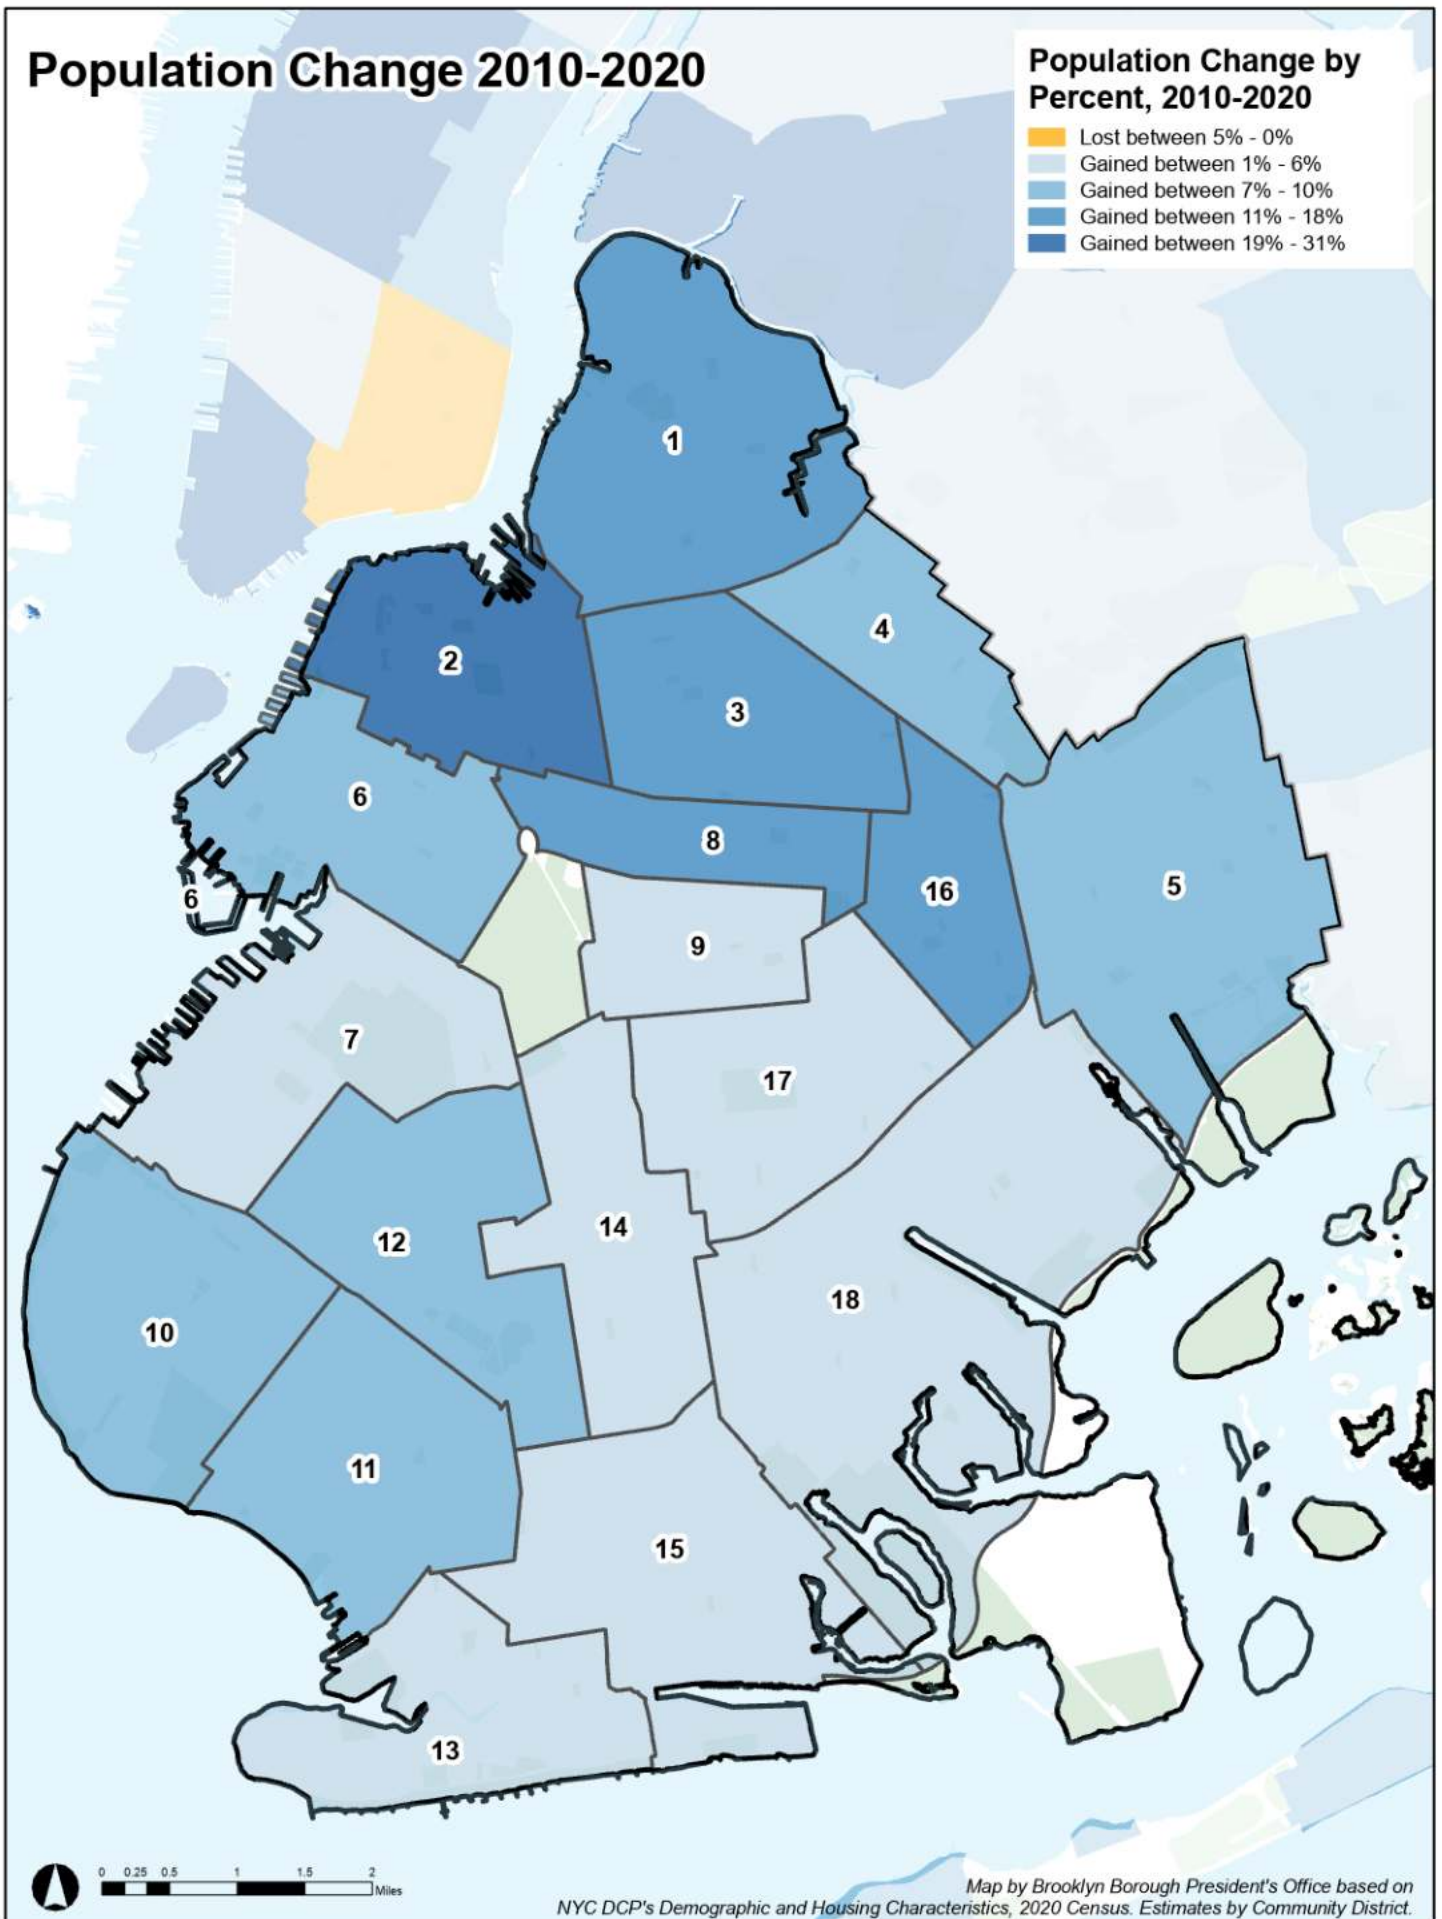 Population Change 2010-2020
Population Change by
Percent, 2010-2020
Lost between 5% - 0%
Gained between 1% - 6%
Gained between 7% - 10%
Gained between 11% - 18%
Gained between 19% - 31%
1
4
2
3
6
8
5
16
6
9
7
17
14
12
18
10
11
15
13
0 0.25 0.5 1 1.5 2
Miles
Map by Brooklyn Borough President's Office based on
NYC DCP's Demographic and Housing Characteristics, 2020 Census. Estimates by Community District.